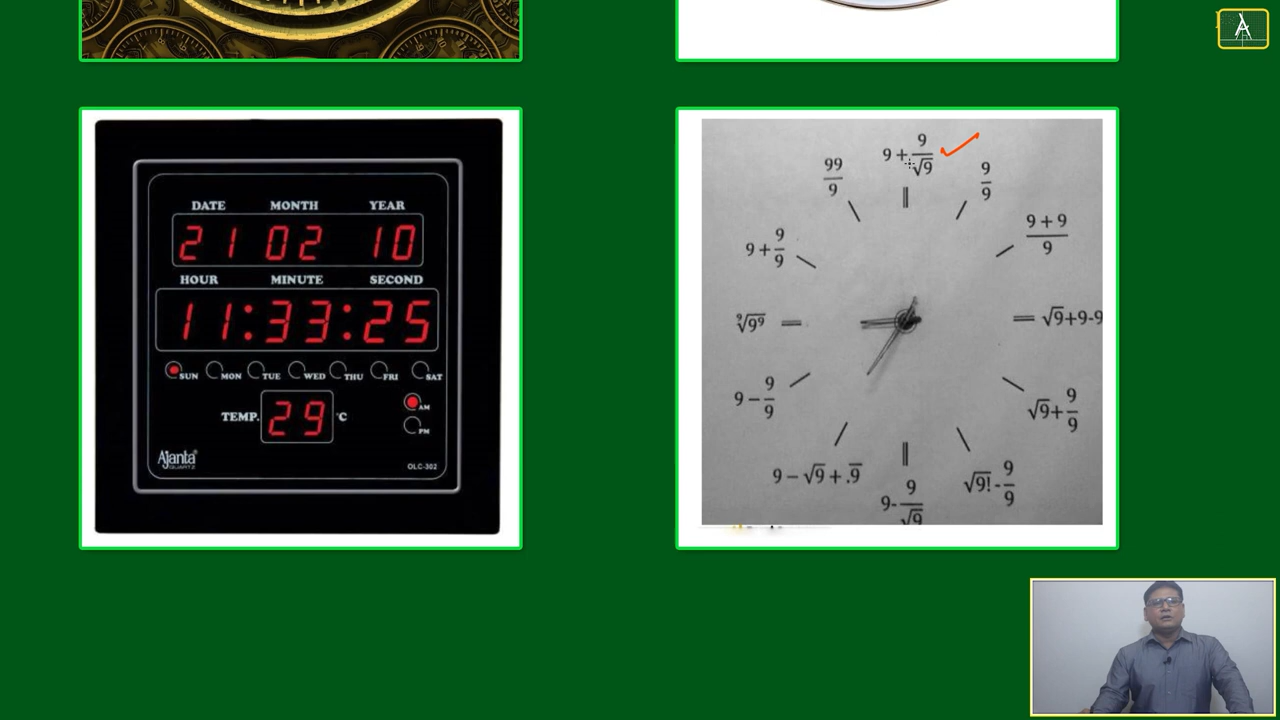 DATE MONTH YEAR
21 02 10
HOUR MINUTE SECOND
11:33:25
SUN MON TUE WED THU FRI SAT
TEMP. 29 °C
AM
PM
Ajanta
QUARTZ
OLC-302
9 + 9/√9
9/9
(9 + 9)/9
√9+9-9
√9+9/9
√9!-9/9
9-9/√9
9 − √9 + .9̅
9 − 9/9
⁹√9⁹
9 + 9/9
99/9
A